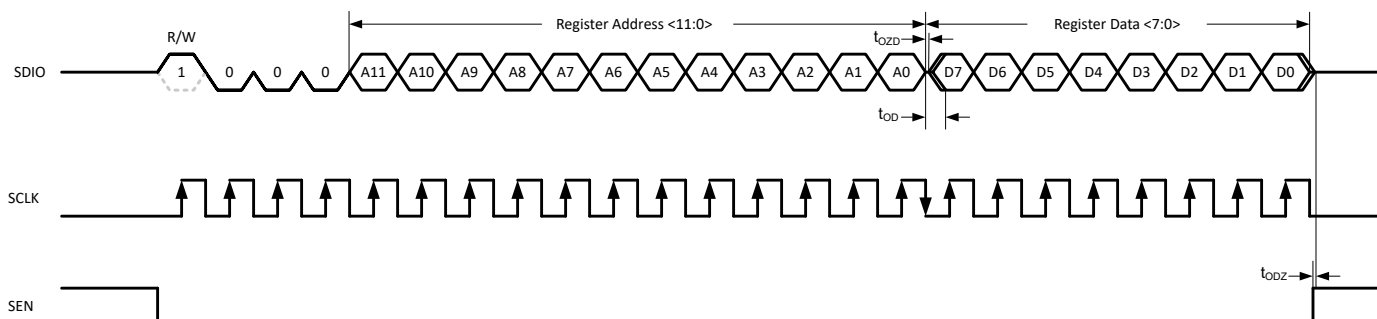 Register Address <11:0> Register Data <7:0>
R/W
tOZD
SDIO 1 0 0 0 A11 A10 A9 A8 A7 A6 A5 A4 A3 A2 A1 A0 D7 D6 D5 D4 D3 D2 D1 D0
tOD
SCLK
tODZ
SEN